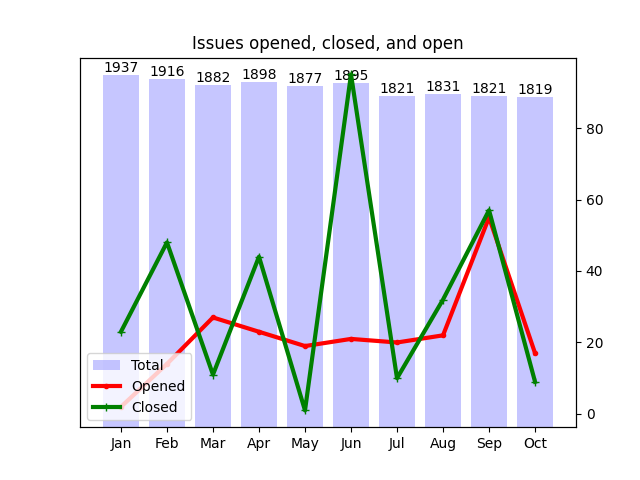 Issues opened, closed, and open
1937 1916 1882 1898 1877 1895 1821 1831 1821 1819
80
60
40
20
0
Total
Opened
Closed
Jan Feb Mar Apr May Jun Jul Aug Sep Oct